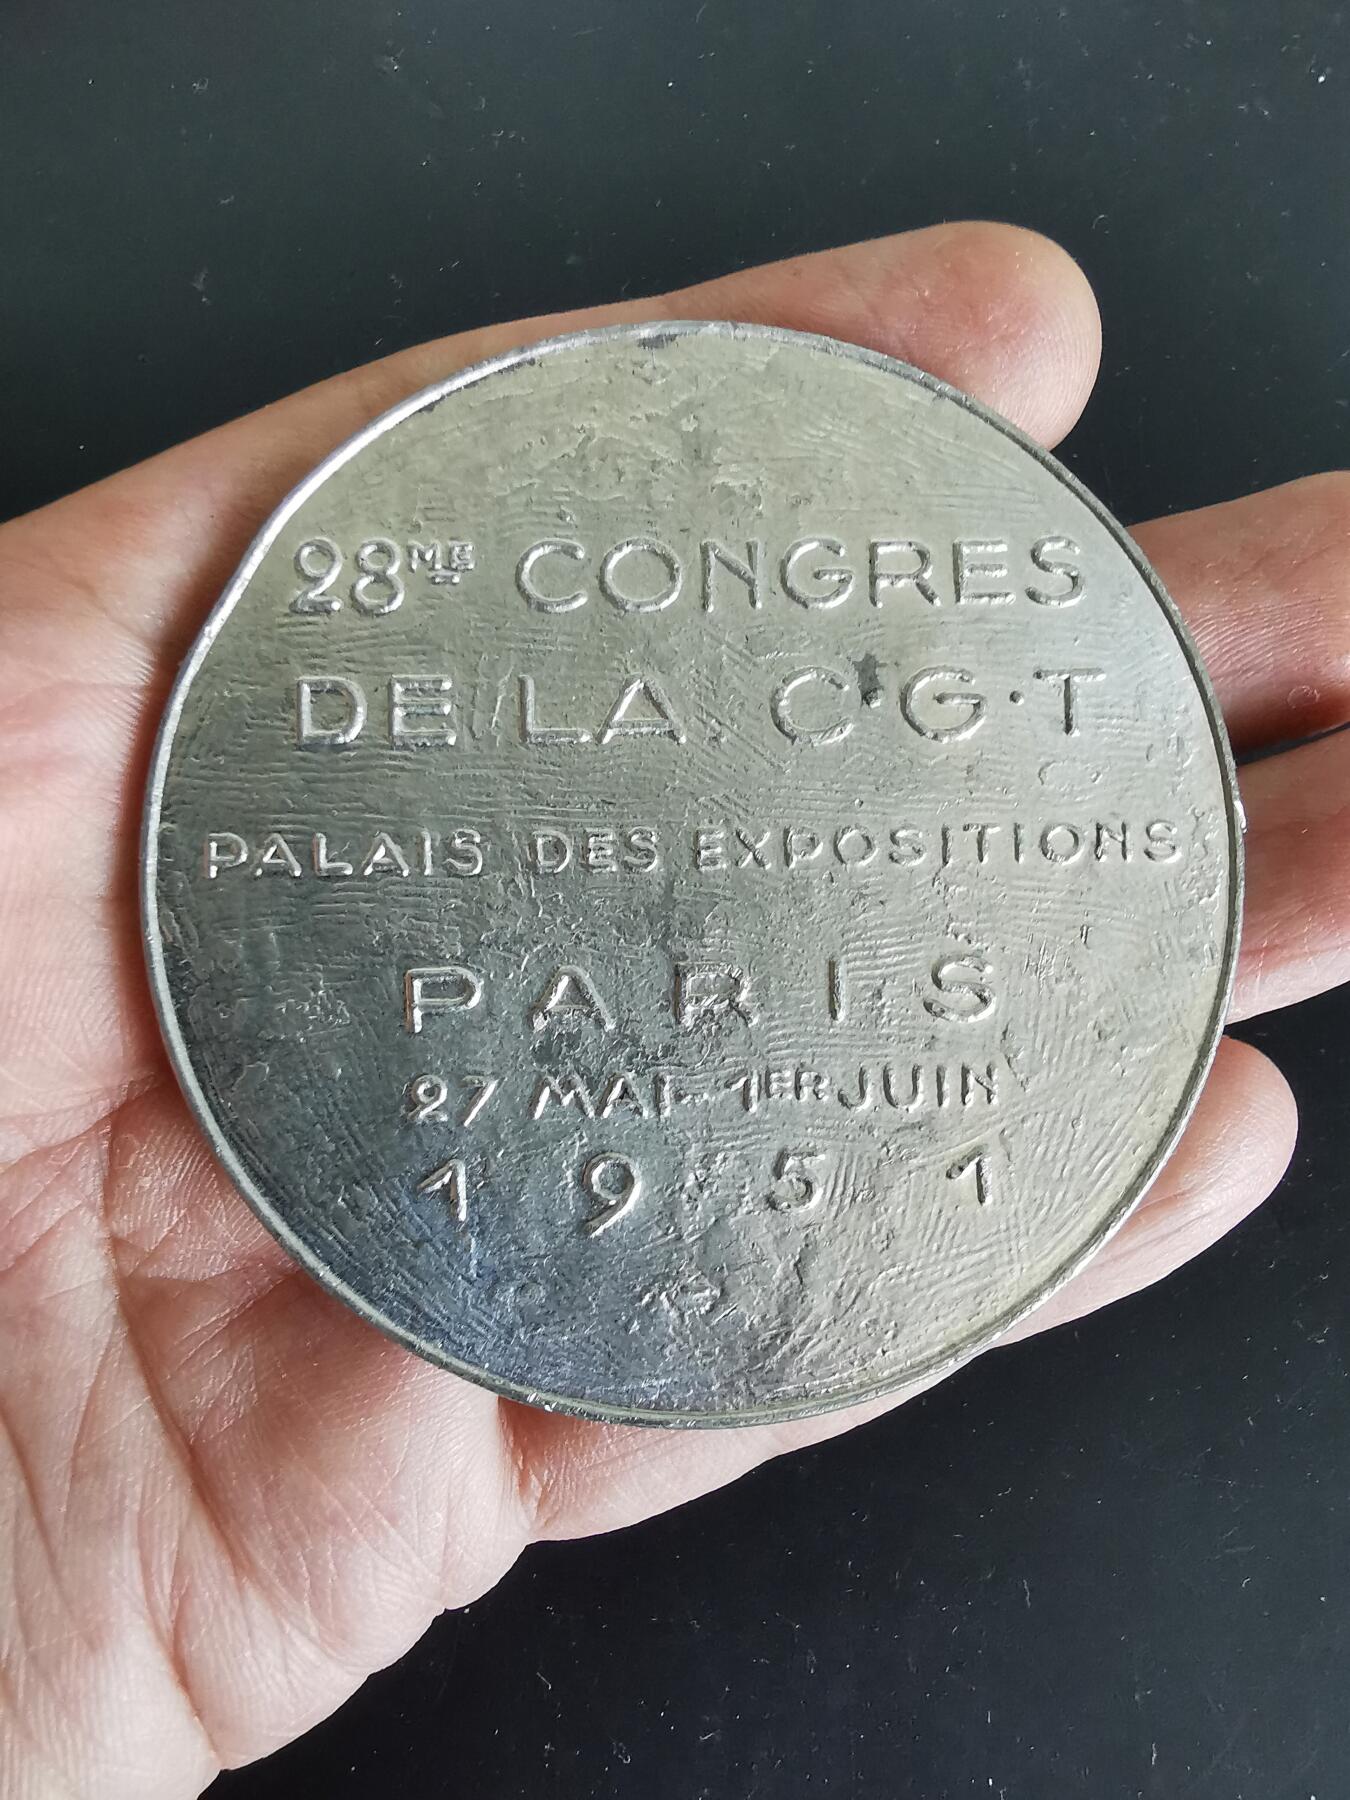 28ME CONGRES
DE LA C·G·T
PALAIS DES EXPOSITIONS
PARIS
27 MAI - 1ER JUIN
1951